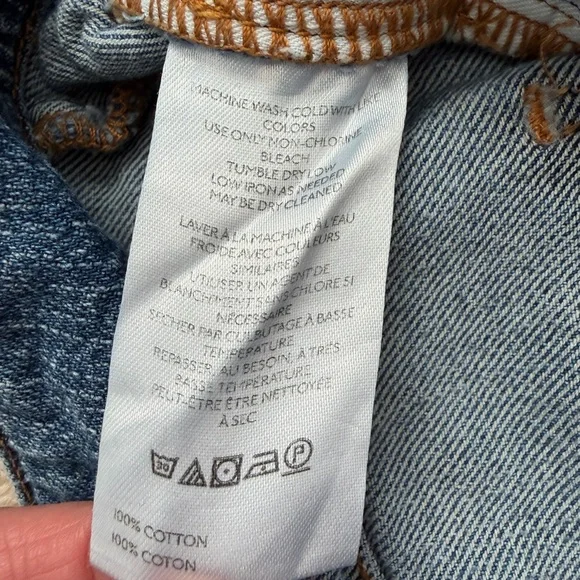 MACHINE WASH COLD WITH LIKE
COLORS
USE ONLY NON-CHLORINE
BLEACH
TUMBLE DRY LOW
LOW IRON AS NEEDED
MAY BE DRY CLEANED
LAVER À LA MACHINE À L'EAU
FROIDE AVEC COULEURS
SIMILAIRES
UTILISER UN AGENT DE
BLANCHIMENT SENS CHLORE SI
NÉCESSAIRE
SÉCHER PAR CULBUTAGE À BASSE
TEMPÉRATURE
REPASSER, AU BESOIN, À TRÈS
BASSE TEMPÉRATURE
PEUT-ÊTRE ÊTRE NETTOYÉE
À SEC
30 P
100% COTTON
100% COTON